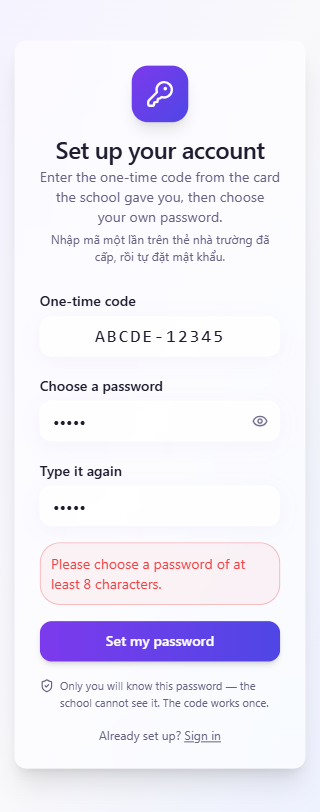 Set up your account
Enter the one-time code from the card
the school gave you, then choose
your own password.
Nhập mã một lần trên thẻ nhà trường đã
cấp, rồi tự đặt mật khẩu.
One-time code
ABCDE-12345
Choose a password
•••••
Type it again
•••••
Please choose a password of at
least 8 characters.
Set my password
Only you will know this password — the
school cannot see it. The code works once.
Already set up? Sign in